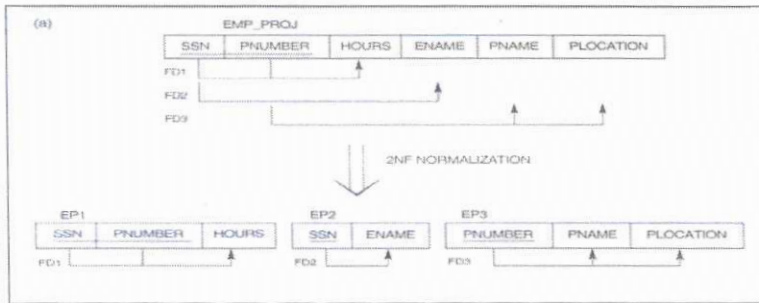 (a)
EMP_PROJ
SSN PNUMBER HOURS ENAME PNAME PLOCATION
FD1
FD2
FD3
2NF NORMALIZATION
EP1 EP2 EP3
SSN PNUMBER HOURS SSN ENAME PNUMBER PNAME PLOCATION
FD1 FD2 FD3